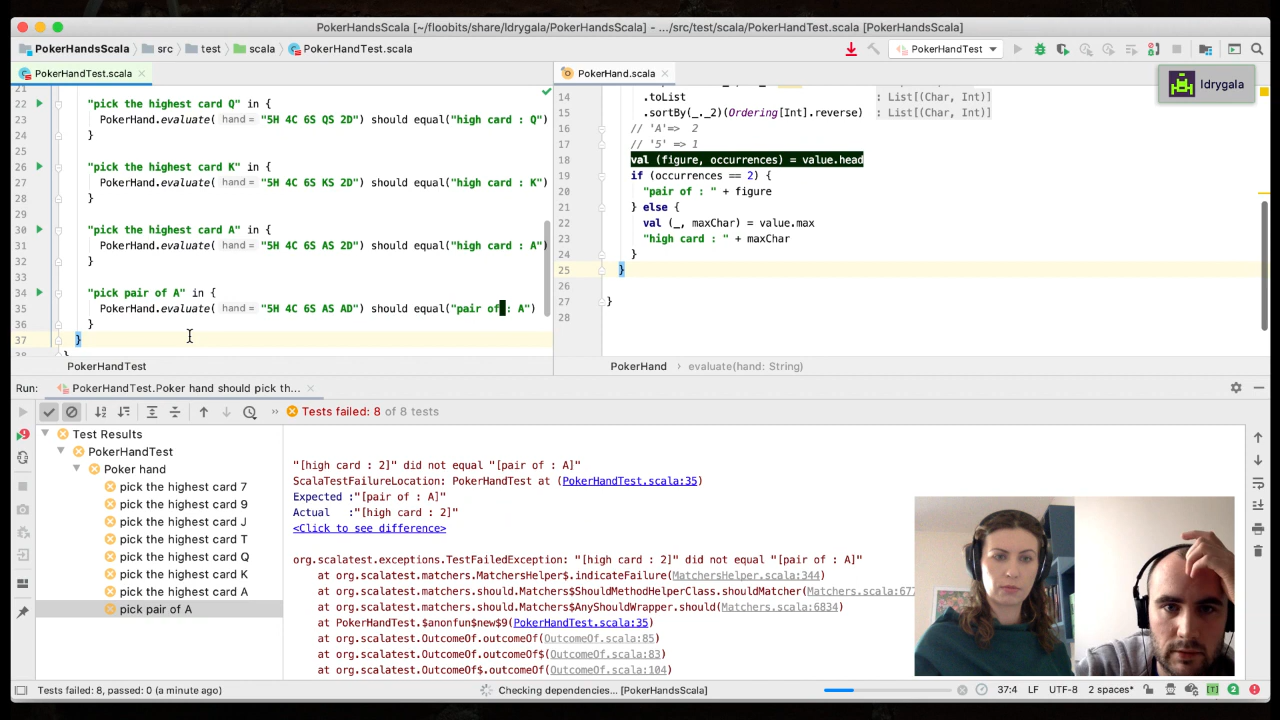 PokerHandsScala [~/floobits/share/ldrygala/PokerHandsScala] - .../src/test/scala/PokerHandTest.scala [PokerHandsScala]
PokerHandsScala src test scala PokerHandTest.scala
PokerHandTest
PokerHandTest.scala
PokerHand.scala
ldrygala
21
22 "pick the highest card Q" in {
23 PokerHand.evaluate( hand = "5H 4C 6S QS 2D") should equal("high card : Q")
24 }
25
26 "pick the highest card K" in {
27 PokerHand.evaluate( hand = "5H 4C 6S KS 2D") should equal("high card : K")
28 }
29
30 "pick the highest card A" in {
31 PokerHand.evaluate( hand = "5H 4C 6S AS 2D") should equal("high card : A")
32 }
33
34 "pick pair of A" in {
35 PokerHand.evaluate( hand = "5H 4C 6S AS AD") should equal("pair of : A")
36 }
37 }
38 }
PokerHandTest
14 .toList : List[(Char, Int)]
15 .sortBy(_._2)(Ordering[Int].reverse) : List[(Char, Int)]
16 // 'A'=> 2
17 // '5' => 1
18 val (figure, occurrences) = value.head
19 if (occurrences == 2) {
20 "pair of : " + figure
21 } else {
22 val (_, maxChar) = value.max
23 "high card : " + maxChar
24 }
25 }
26
27 }
28
PokerHand evaluate(hand: String)
Run: PokerHandTest.Poker hand should pick th...
Tests failed: 8 of 8 tests
Test Results
PokerHandTest
Poker hand
pick the highest card 7
pick the highest card 9
pick the highest card J
pick the highest card T
pick the highest card Q
pick the highest card K
pick the highest card A
pick pair of A
"[high card : 2]" did not equal "[pair of : A]"
ScalaTestFailureLocation: PokerHandTest at (PokerHandTest.scala:35)
Expected :"[pair of : A]"
Actual :"[high card : 2]"
<Click to see difference>
org.scalatest.exceptions.TestFailedException: "[high card : 2]" did not equal "[pair of : A]"
at org.scalatest.matchers.MatchersHelper$.indicateFailure(MatchersHelper.scala:344)
at org.scalatest.matchers.should.Matchers$ShouldMethodHelperClass.shouldMatcher(Matchers.scala:677
at org.scalatest.matchers.should.Matchers$AnyShouldWrapper.should(Matchers.scala:6834)
at PokerHandTest.$anonfun$new$9(PokerHandTest.scala:35)
at org.scalatest.OutcomeOf.outcomeOf(OutcomeOf.scala:85)
at org.scalatest.OutcomeOf.outcomeOf$(OutcomeOf.scala:83)
at org.scalatest.OutcomeOf$.outcomeOf(OutcomeOf.scala:104)
Tests failed: 8, passed: 0 (a minute ago)
Checking dependencies... [PokerHandsScala]
37:4 LF UTF-8 2 spaces* [T] 2